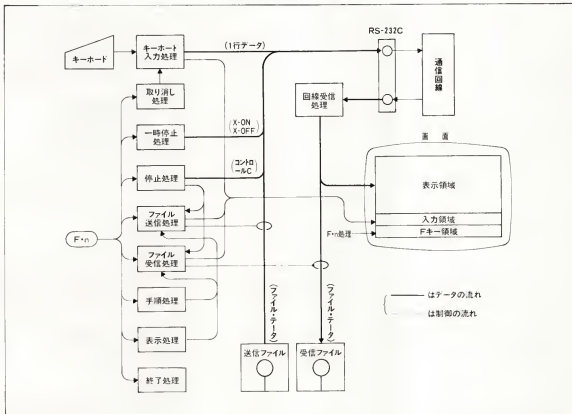 キーボード
キーホート
入力処理
(1行データ)
RS-232C
通信回線
取り消し
処理
回線受信
処理
一時停止
処理
(X-ON
X-OFF)
画 面
停止処理
(コントロ
ールC)
表示領域
ファイル
送信処理
入力領域
F・n処理
Fキー領域
F・n
ファイル
受信処理
手順処理
(ファイル・テータ)
(ファイル・テータ)
はデータの流れ
は制御の流れ
表示処理
送信ファイル
受信ファイル
終了処理